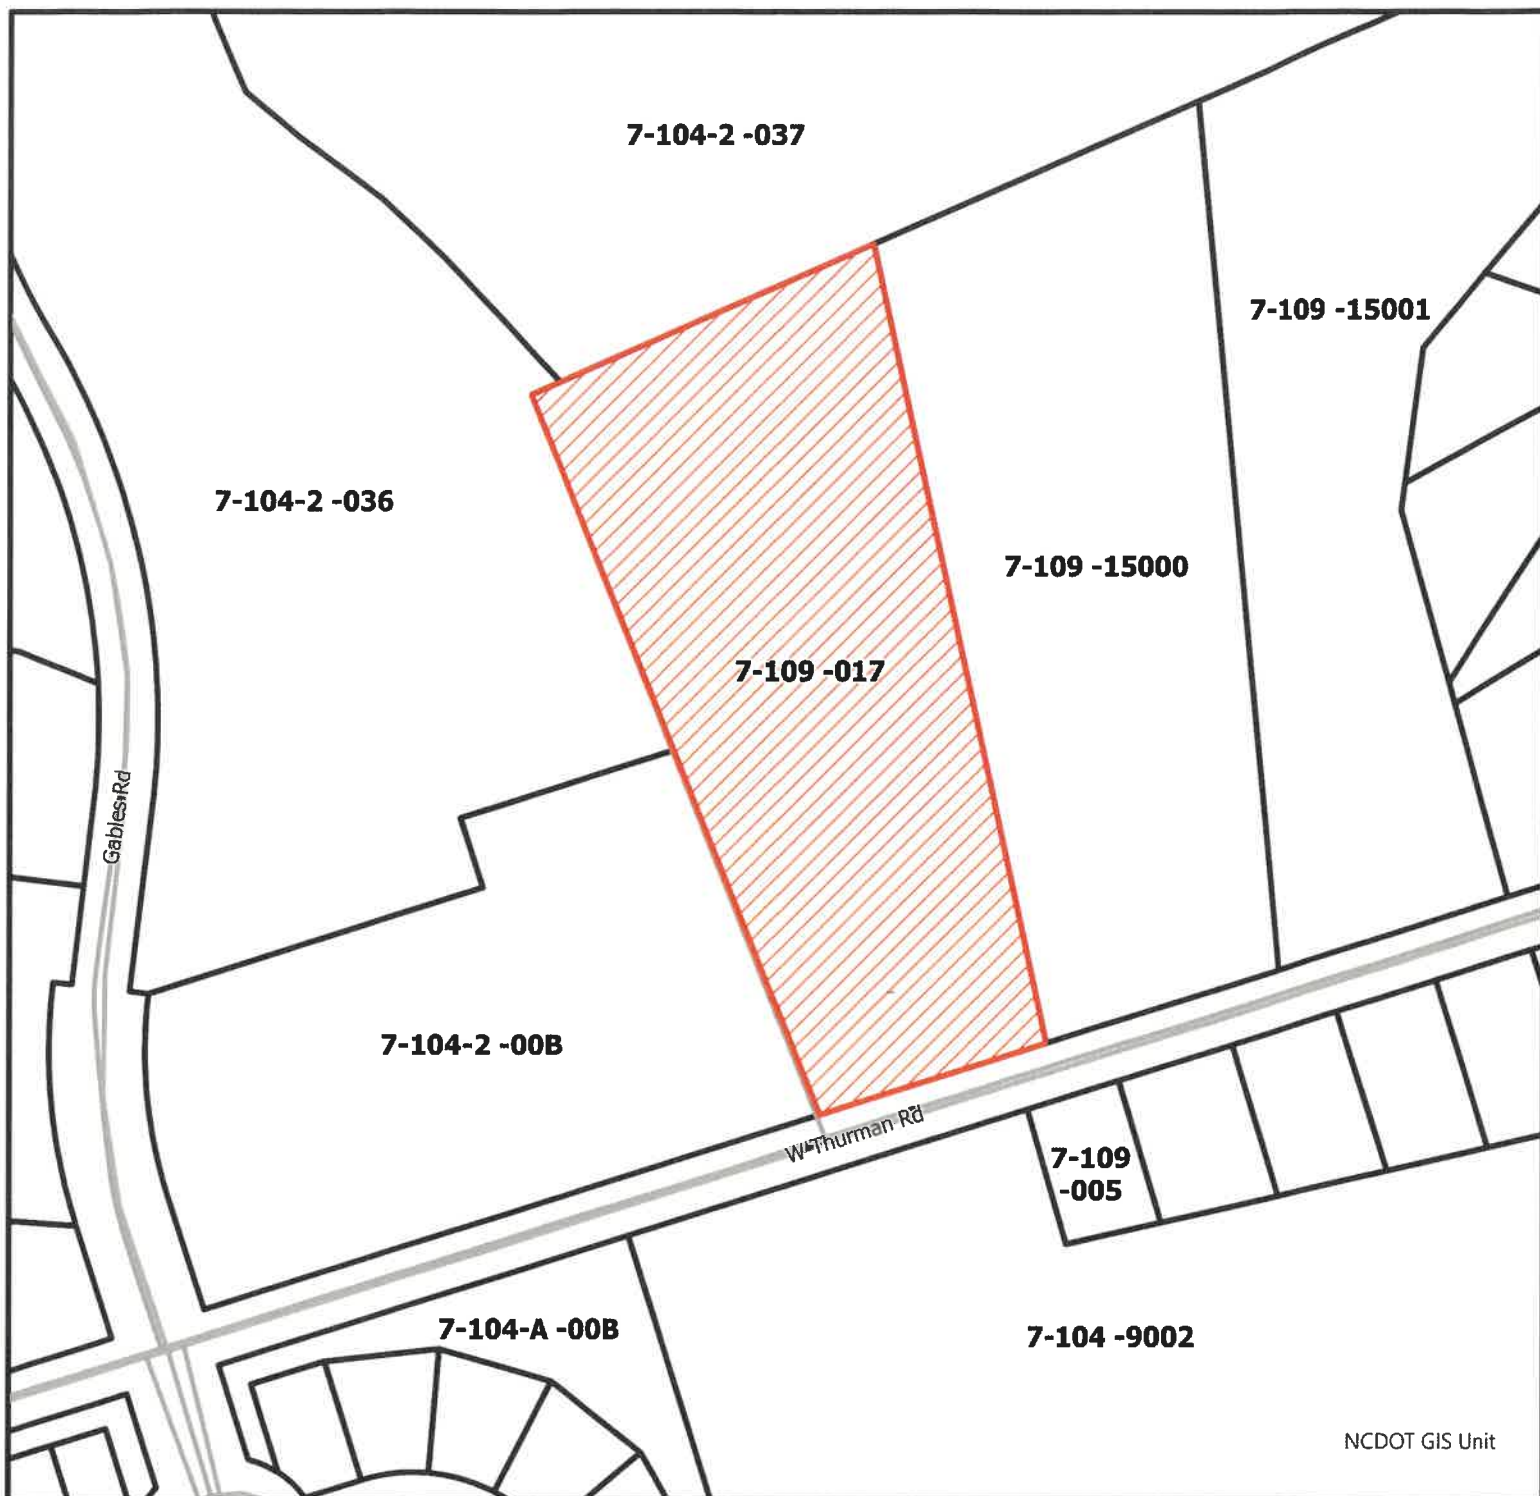 7-104-2 -037
7-109 -15001
7-104-2 -036
7-109 -15000
7-109 -017
Gables Rd
7-104-2 -00B
W Thurman Rd
7-109
-005
7-104-A -00B
7-104 -9002
NCDOT GIS Unit